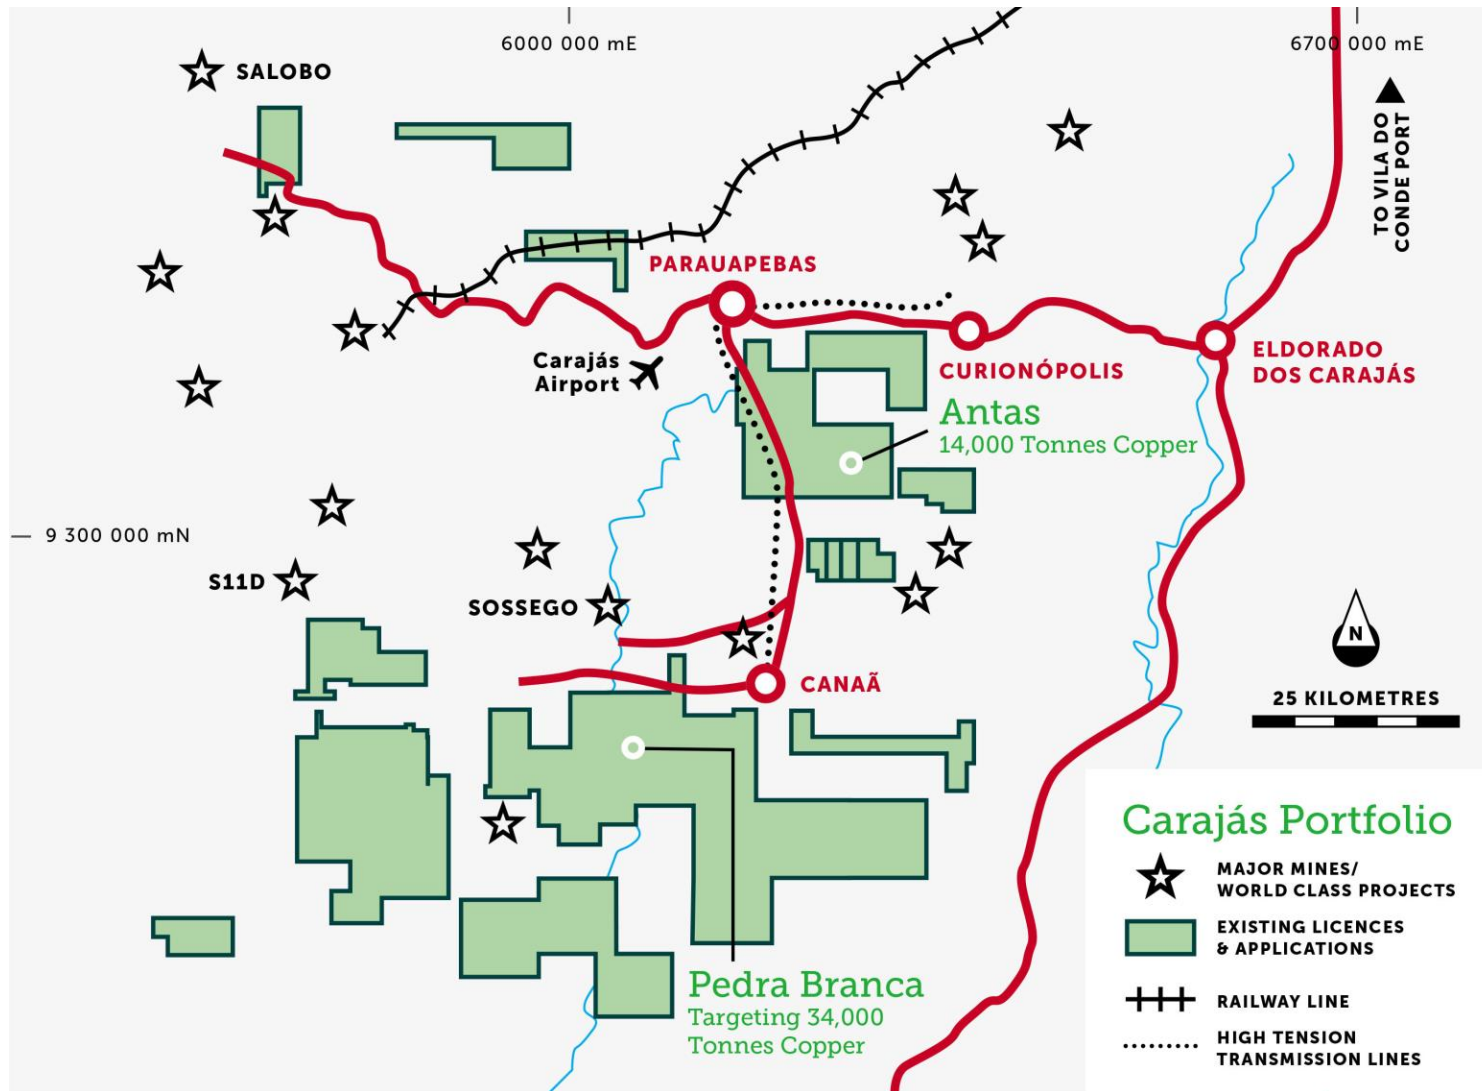 6000 000 mE
6700 000 mE
SALOBO
TO VILA DO
CONDE PORT
PARAUAPEBAS
Carajás
Airport
CURIONÓPOLIS
ELDORADO
DOS CARAJÁS
Antas
14,000 Tonnes Copper
9 300 000 mN
S11D
SOSSEGO
N
CANAÃ
25 KILOMETRES
Carajás Portfolio
MAJOR MINES/
WORLD CLASS PROJECTS
EXISTING LICENCES
& APPLICATIONS
RAILWAY LINE
HIGH TENSION
TRANSMISSION LINES
Pedra Branca
Targeting 34,000
Tonnes Copper